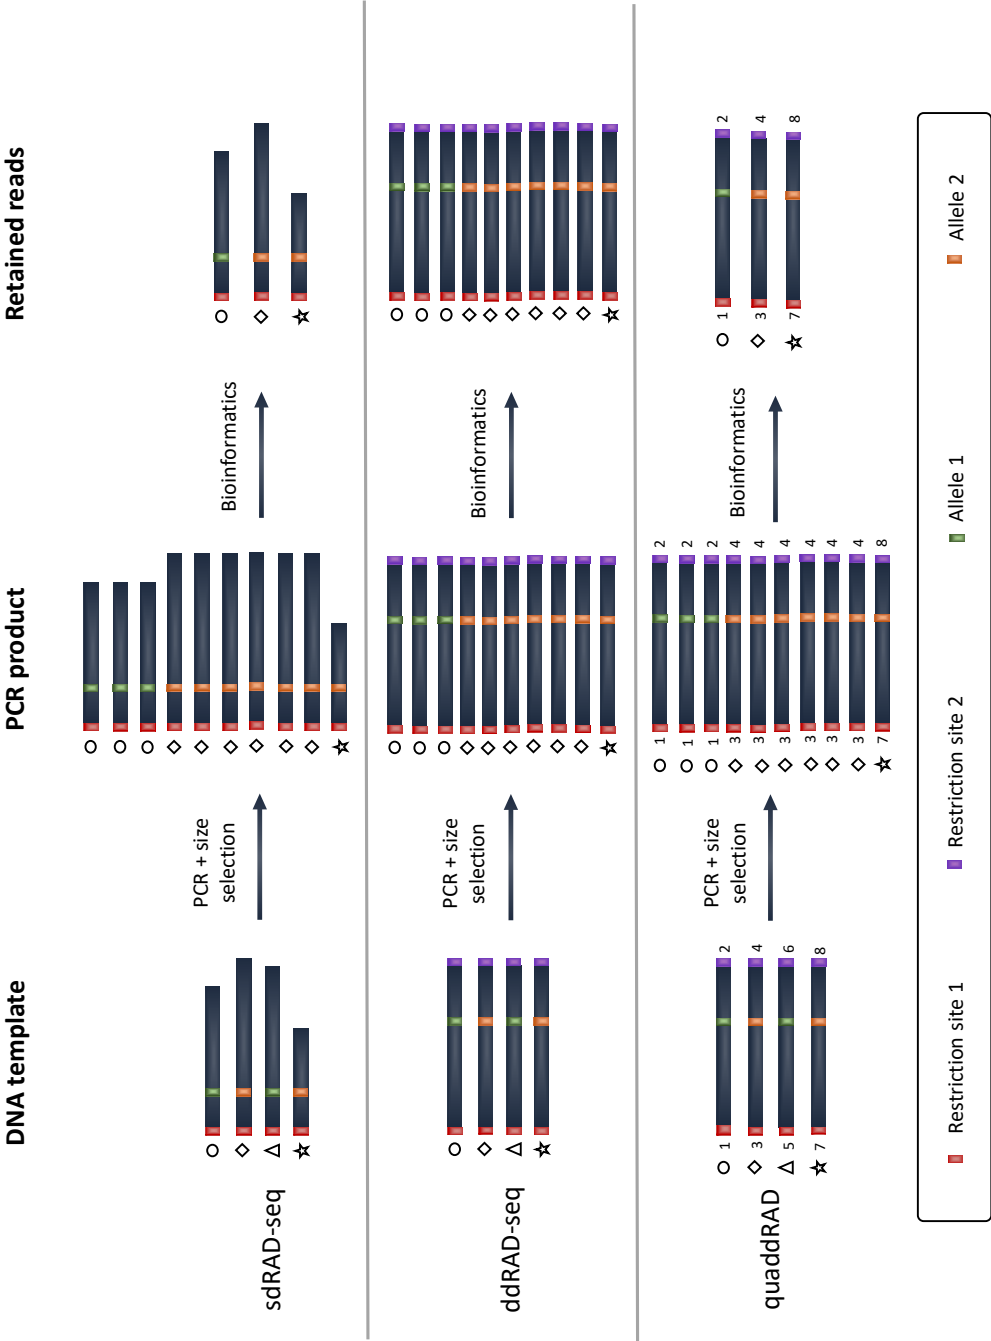 DNA template
PCR product
Retained reads
sdRAD-seq
PCR + size
selection
Bioinformatics
ddRAD-seq
PCR + size
selection
Bioinformatics
quaddRAD
1 2
3 4
5 6
7 8
PCR + size
selection
1 2
1 2
1 2
3 4
3 4
3 4
3 4
3 4
3 4
7 8
Bioinformatics
1 2
3 4
7 8
Restriction site 1
Restriction site 2
Allele 1
Allele 2